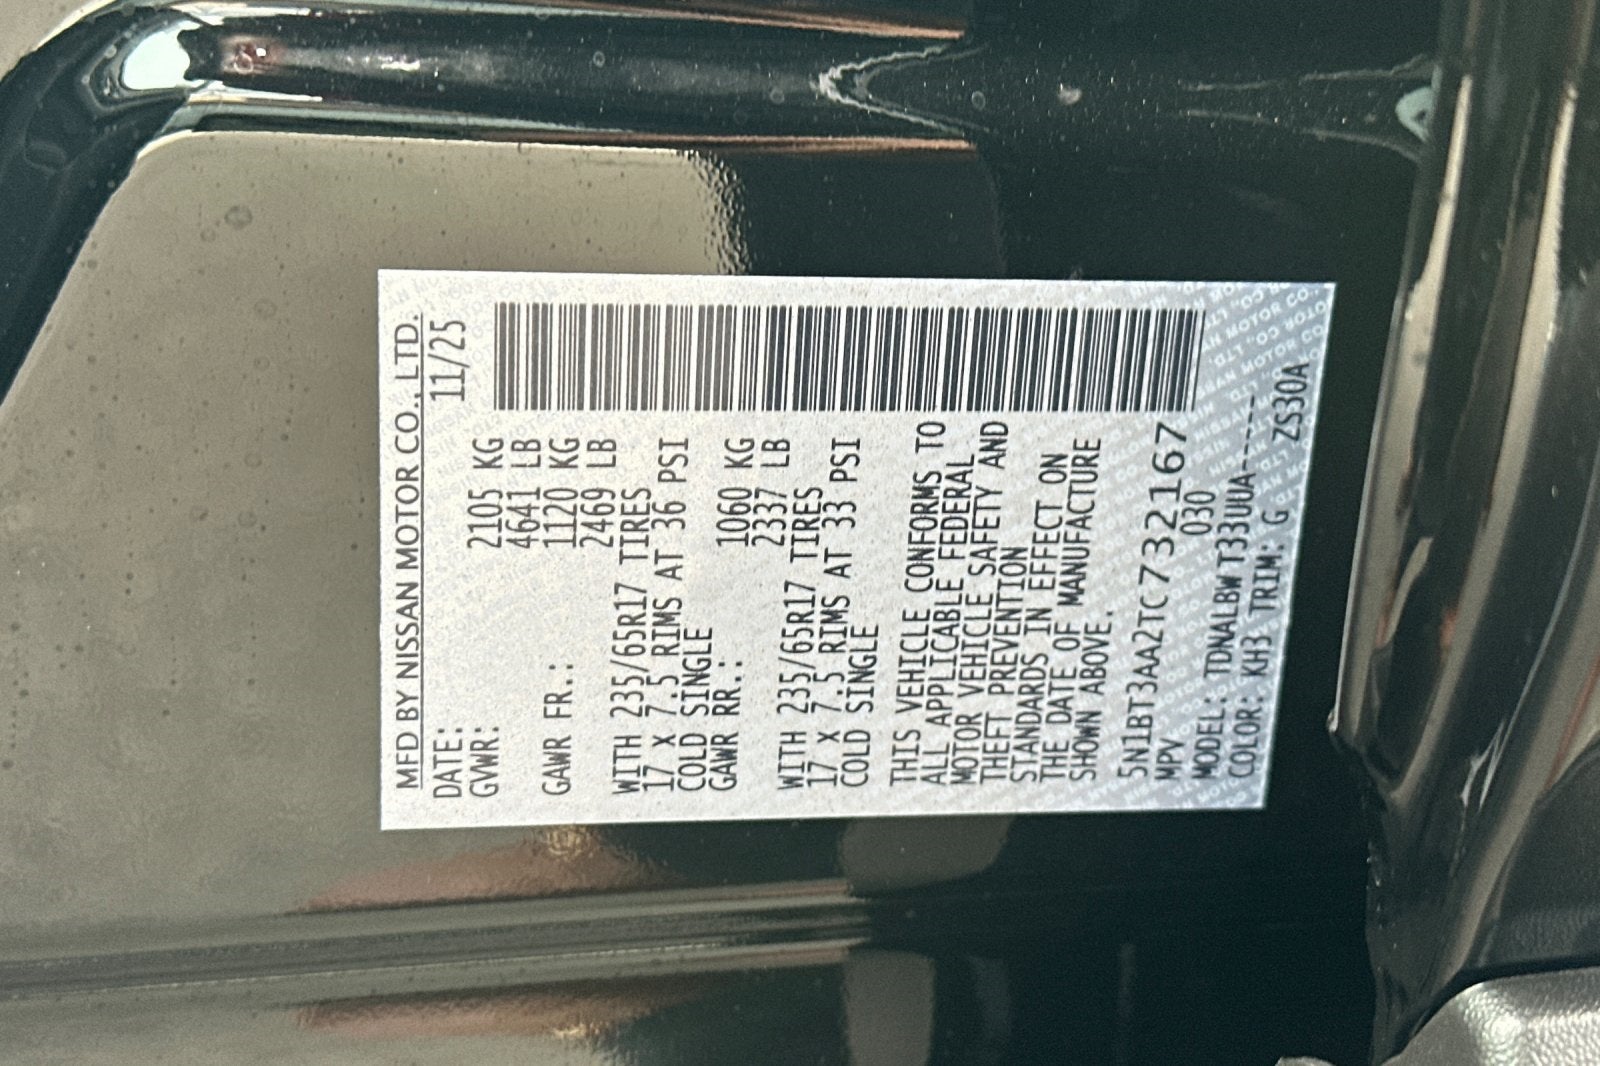 MFD BY NISSAN MOTOR CO., LTD.
DATE: 11/25
GVWR: 2105 KG
4641 LB
GAWR FR.: 1120 KG
2469 LB
WITH 235/65R17 TIRES
17 x 7.5 RIMS AT 36 PSI
COLD SINGLE
GAWR RR.: 1060 KG
2337 LB
WITH 235/65R17 TIRES
17 x 7.5 RIMS AT 33 PSI
COLD SINGLE
THIS VEHICLE CONFORMS TO
ALL APPLICABLE FEDERAL
MOTOR VEHICLE SAFETY AND
THEFT PREVENTION
STANDARDS IN EFFECT ON
THE DATE OF MANUFACTURE
SHOWN ABOVE.
5N1BT3AA2TC732167
MPV 030
MODEL: TDNALBW T33UUA------
COLOR: KH3 TRIM: G ZS30A